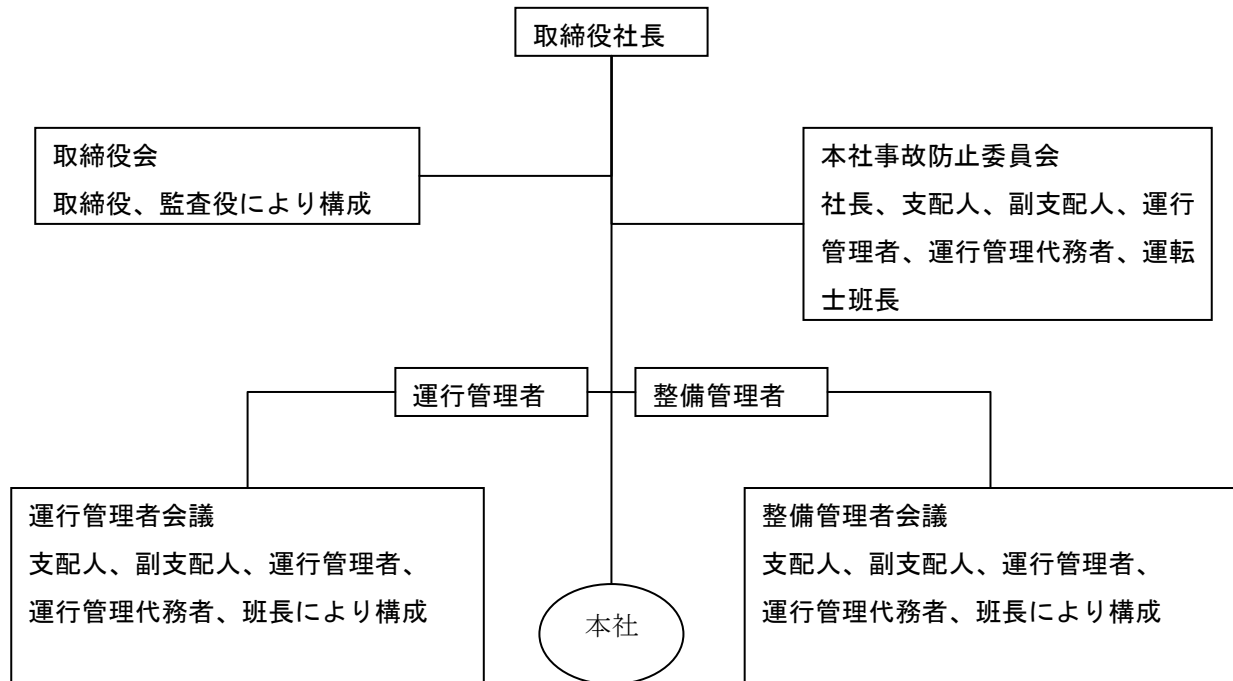 取締役社長
取締役会
取締役、監査役により構成
本社事故防止委員会
社長、支配人、副支配人、運行
管理者、運行管理代務者、運転
士班長
運行管理者
整備管理者
運行管理者会議
支配人、副支配人、運行管理者、
運行管理代務者、班長により構成
整備管理者会議
支配人、副支配人、運行管理者、
運行管理代務者、班長により構成
本社